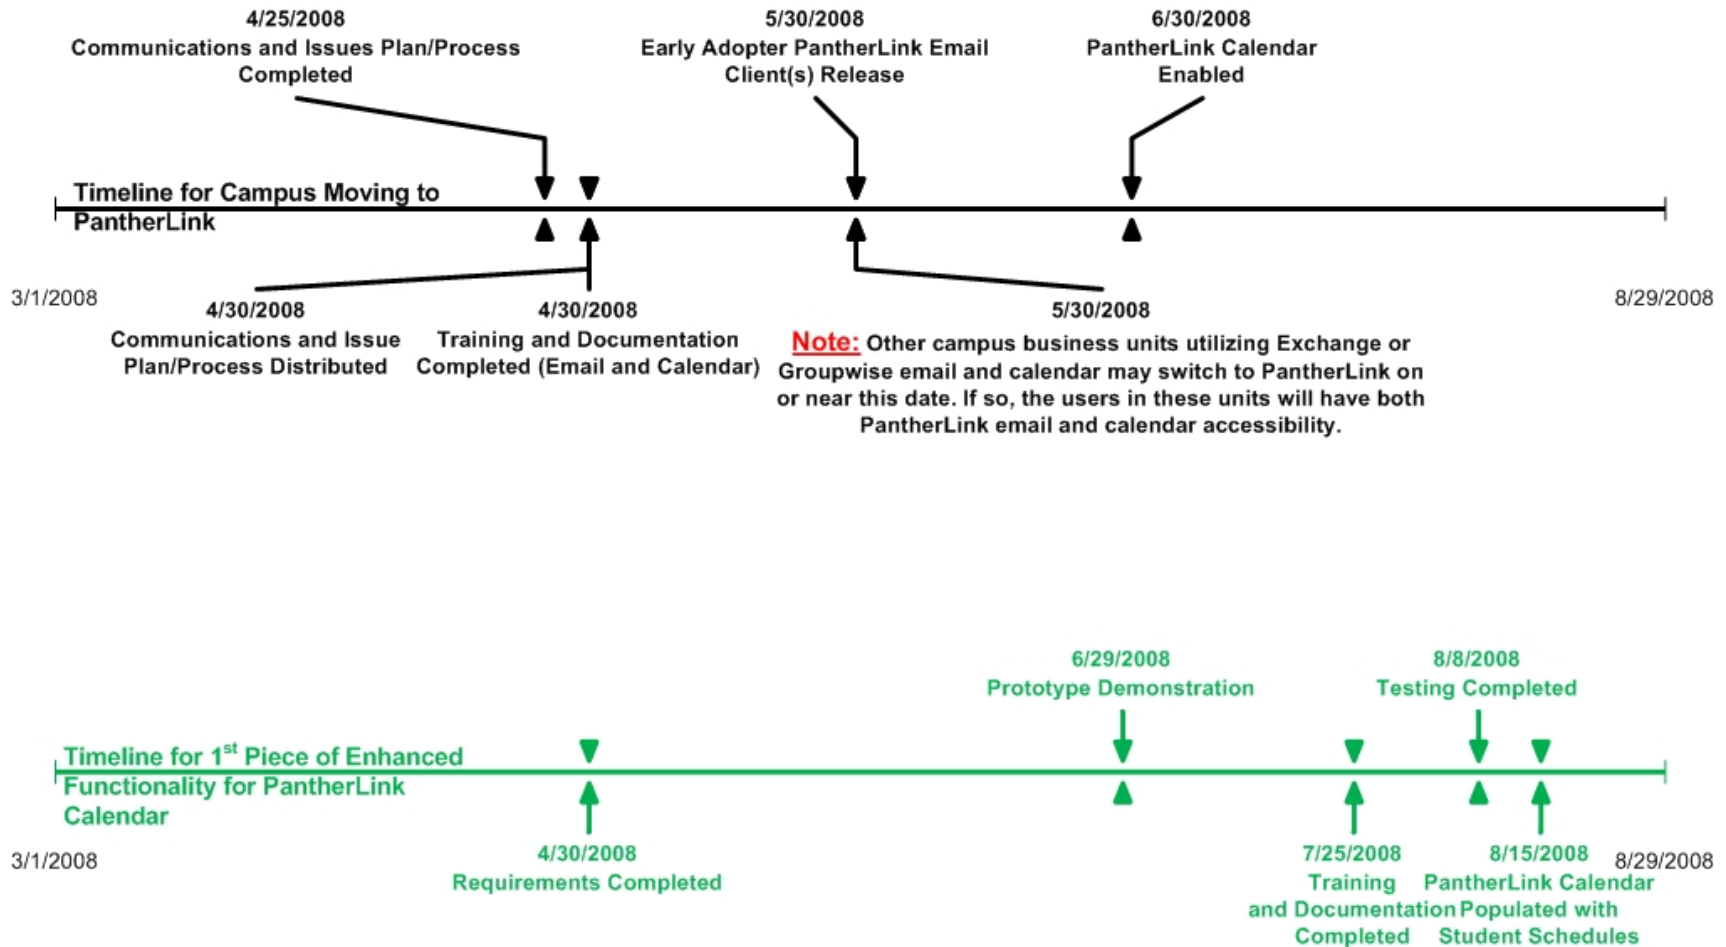 4/25/2008
Communications and Issues Plan/Process
Completed
5/30/2008
Early Adopter PantherLink Email
Client(s) Release
6/30/2008
PantherLink Calendar
Enabled
Timeline for Campus Moving to
PantherLink
3/1/2008
8/29/2008
4/30/2008
Communications and Issue
Plan/Process Distributed
4/30/2008
Training and Documentation
Completed (Email and Calendar)
5/30/2008
Note: Other campus business units utilizing Exchange or
Groupwise email and calendar may switch to PantherLink on
or near this date. If so, the users in these units will have both
PantherLink email and calendar accessibility.
6/29/2008
Prototype Demonstration
8/8/2008
Testing Completed
Timeline for 1st Piece of Enhanced
Functionality for PantherLink
Calendar
3/1/2008
8/29/2008
4/30/2008
Requirements Completed
7/25/2008
Training
and Documentation
Completed
8/15/2008
PantherLink Calendar
Populated with
Student Schedules